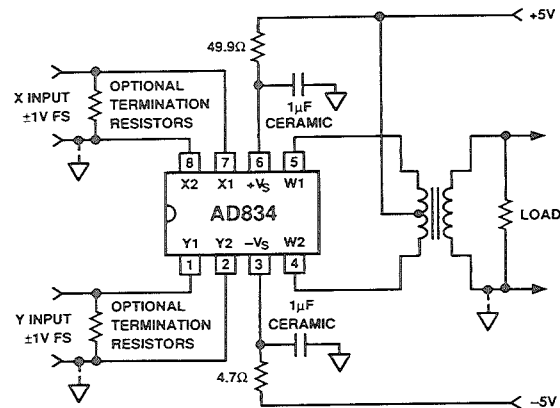 +5V
49.9Ω
X INPUT
±1V FS
OPTIONAL
TERMINATION
RESISTORS
1µF
CERAMIC
8 7 6 5
X2 X1 +VS W1
AD834
Y1 Y2 −VS W2
1 2 3 4
LOAD
Y INPUT
±1V FS
OPTIONAL
TERMINATION
RESISTORS
1µF
CERAMIC
4.7Ω
−5V